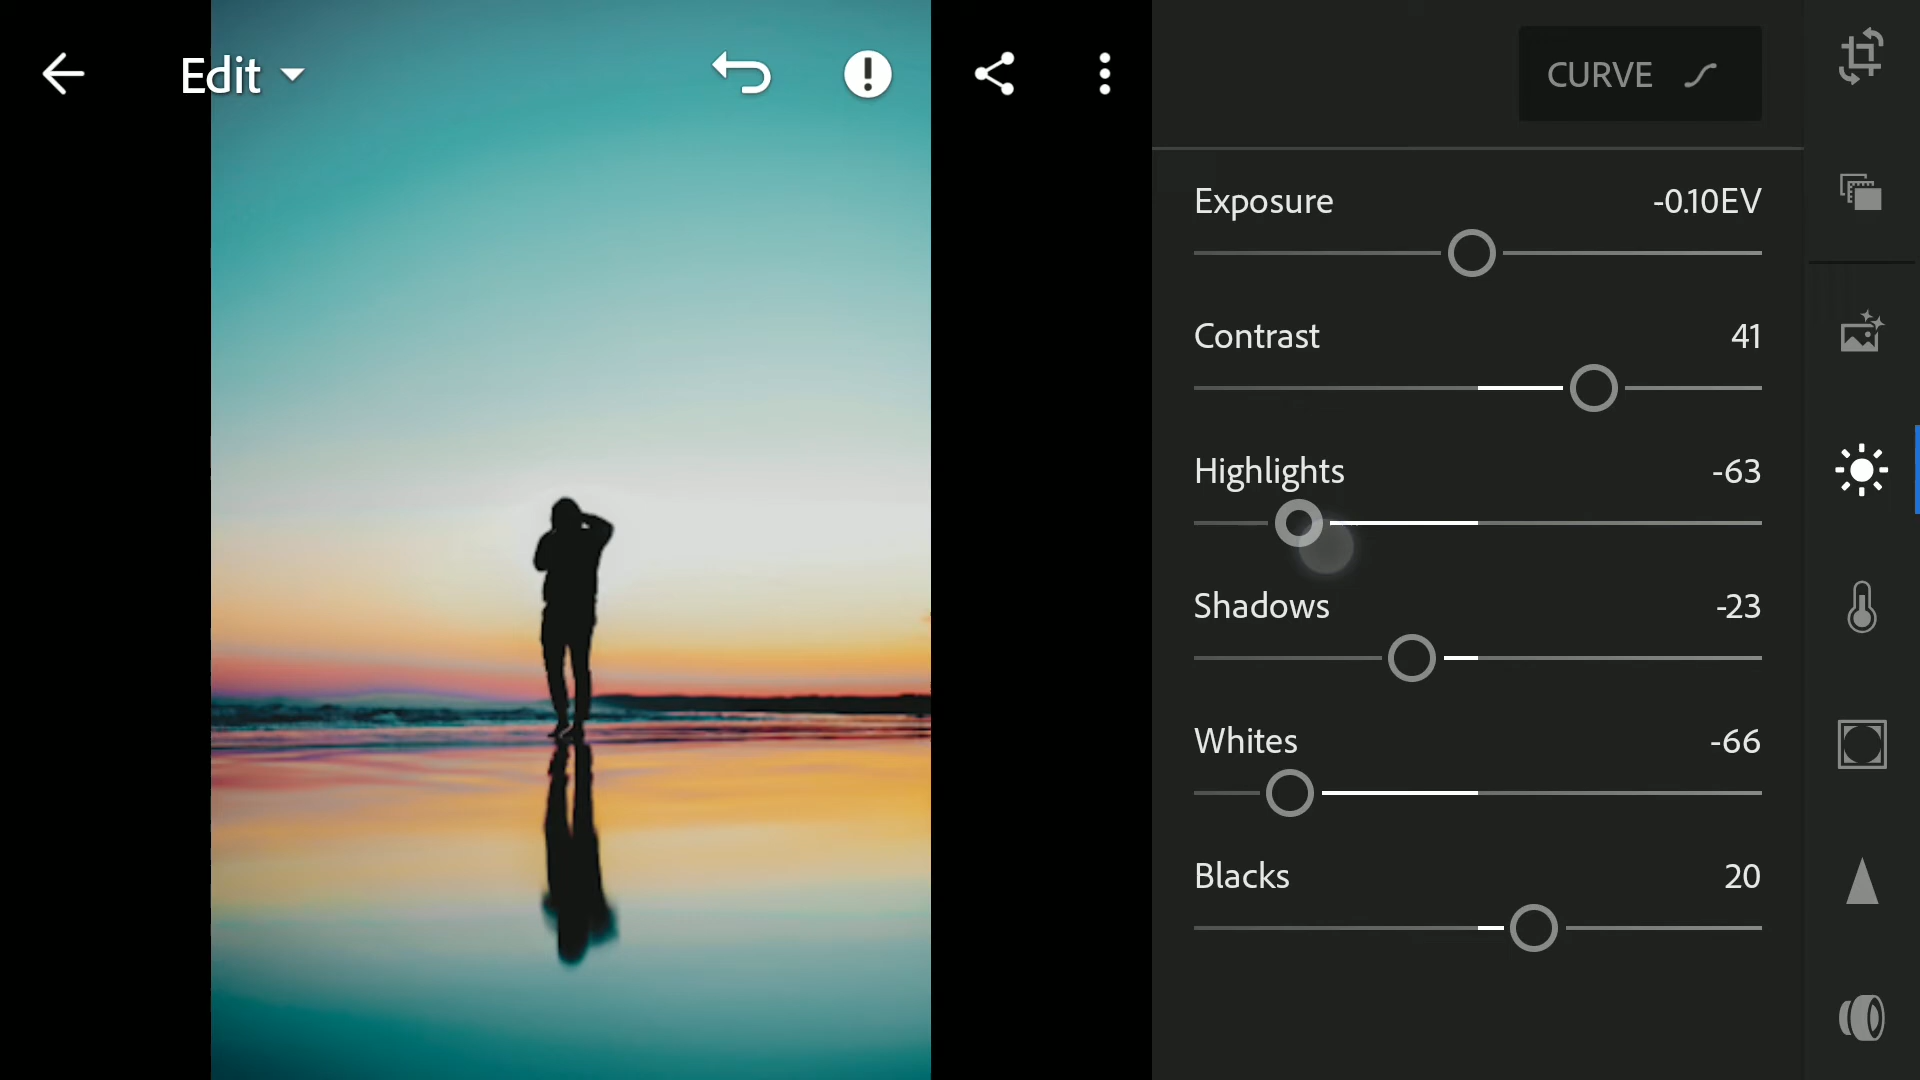 Edit
CURVE
Exposure -0.10EV
Contrast 41
Highlights -63
Shadows -23
Whites -66
Blacks 20